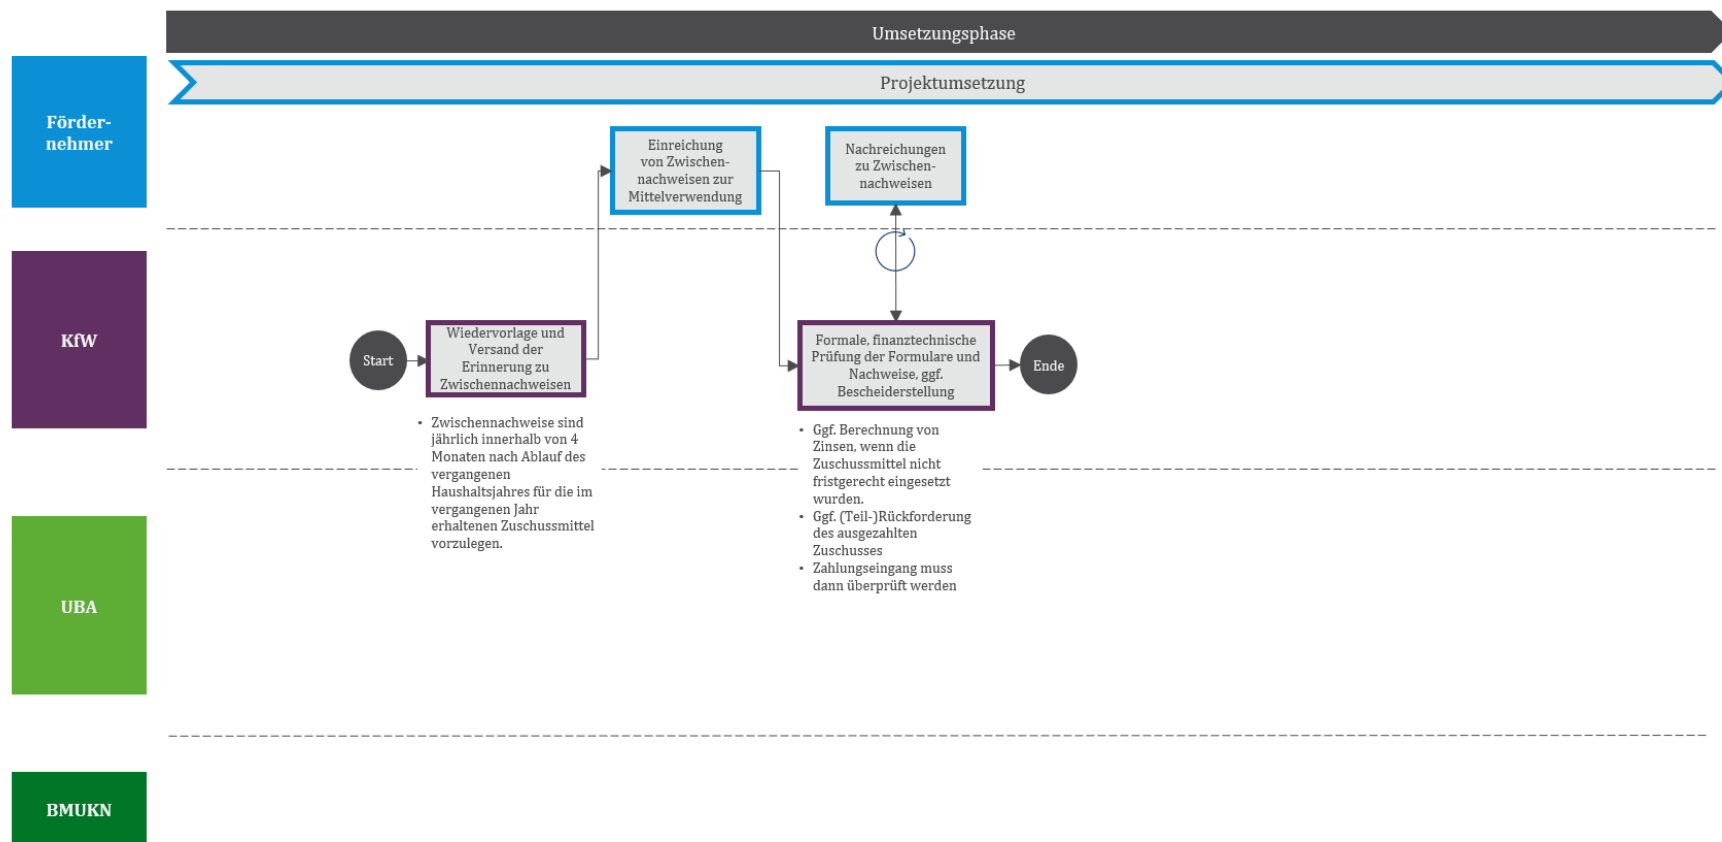 Umsetzungsphase
Projektumsetzung
Förder-
nehmer
Einreichung
von Zwischen-
nachweisen zur
Mittelverwendung
Nachreichungen
zu Zwischen-
nachweisen
KfW
Start
Wiedervorlage und
Versand der
Erinnerung zu
Zwischennachweisen
Formale, finanztechnische
Prüfung der Formulare und
Nachweise, ggf.
Bescheiderstellung
Ende
• Zwischennachweise sind
jährlich innerhalb von 4
Monaten nach Ablauf des
vergangenen
Haushaltsjahres für die im
vergangenen Jahr
erhaltenen Zuschussmittel
vorzulegen.
• Ggf. Berechnung von
Zinsen, wenn die
Zuschussmittel nicht
fristgerecht eingesetzt
wurden.
• Ggf. (Teil-)Rückforderung
des ausgezahlten
Zuschusses
• Zahlungseingang muss
dann überprüft werden
UBA
BMUKN